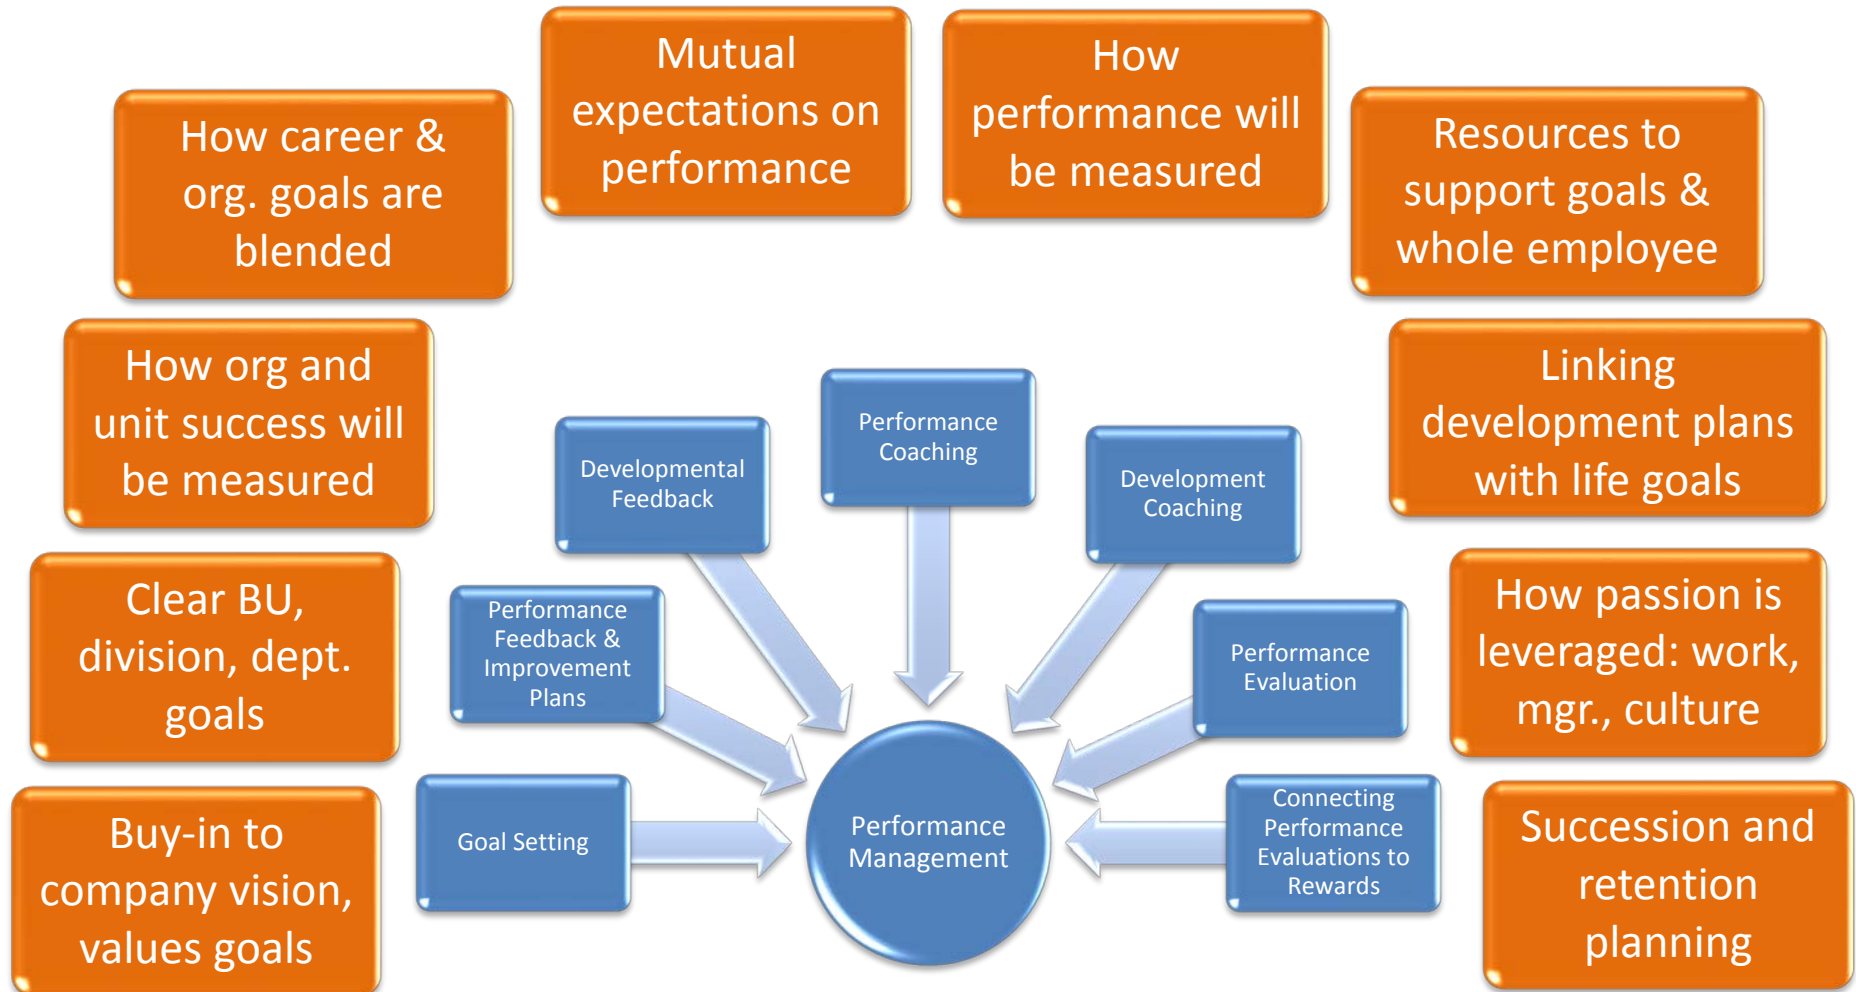 Mutual
expectations on
performance
How
performance will
be measured
How career &
org. goals are
blended
Resources to
support goals &
whole employee
How org and
unit success will
be measured
Linking
development plans
with life goals
Clear BU,
division, dept.
goals
How passion is
leveraged: work,
mgr., culture
Buy-in to
company vision,
values goals
Succession and
retention
planning
Performance
Coaching
Developmental
Feedback
Development
Coaching
Performance
Feedback &
Improvement
Plans
Performance
Evaluation
Goal Setting
Performance
Management
Connecting
Performance
Evaluations to
Rewards